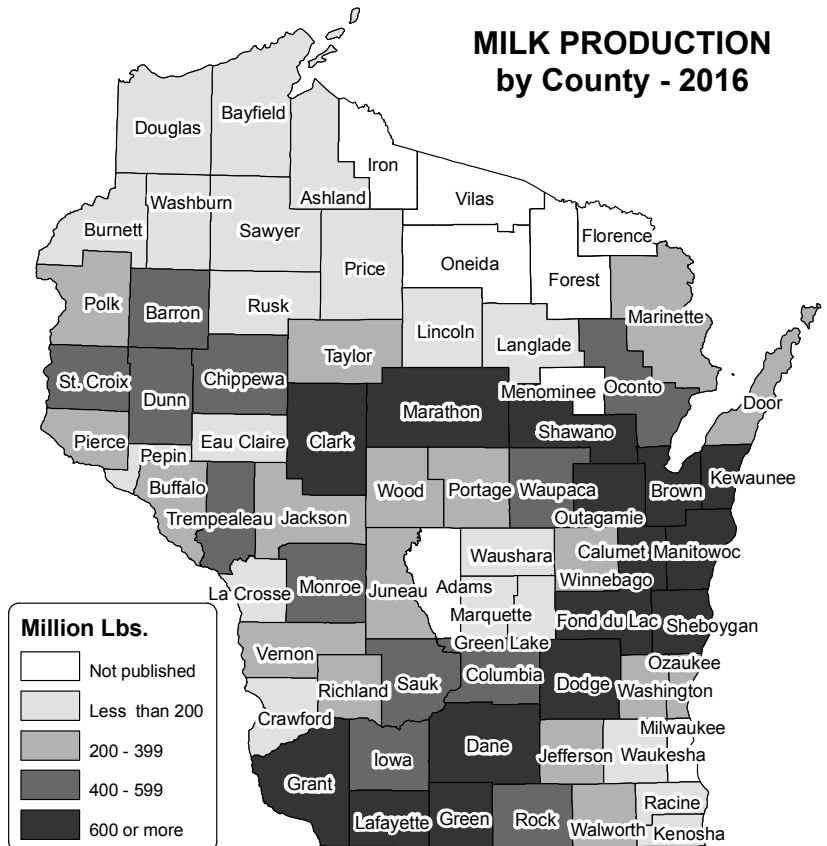 MILK PRODUCTION
by County - 2016
Douglas
Bayfield
Iron
Ashland
Vilas
Washburn
Burnett
Sawyer
Florence
Oneida
Price
Forest
Polk
Barron
Rusk
Marinette
Lincoln
Langlade
Taylor
St. Croix
Chippewa
Dunn
Menominee
Oconto
Door
Marathon
Shawano
Pierce
Eau Claire
Clark
Pepin
Buffalo
Wood
Portage
Waupaca
Brown
Kewaunee
Trempealeau
Jackson
Outagamie
Waushara
Calumet
Manitowoc
Winnebago
La Crosse
Monroe
Juneau
Adams
Marquette
Fond du Lac
Sheboygan
Green Lake
Vernon
Richland
Sauk
Columbia
Dodge
Ozaukee
Washington
Crawford
Milwaukee
Dane
Jefferson
Waukesha
Iowa
Grant
Racine
Lafayette
Green
Rock
Walworth
Kenosha
Million Lbs.
Not published
Less than 200
200 - 399
400 - 599
600 or more